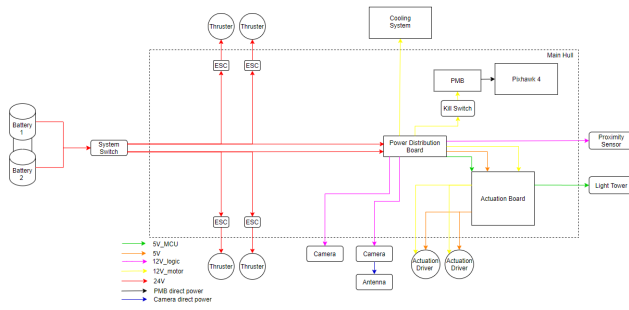 Cooling
System
Thruster
Thruster
Main Hull
ESC
ESC
PMB
Pixhawk 4
Kill Switch
Battery
1
System
Switch
Power Distribution
Board
Proximity
Sensor
Battery
2
Actuation Board
Light Tower
ESC
ESC
Camera
Camera
Thruster
Thruster
Actuation
Driver
Actuation
Driver
Antenna
5V_MCU
5V
12V_logic
12V_motor
24V
PMB direct power
Camera direct power